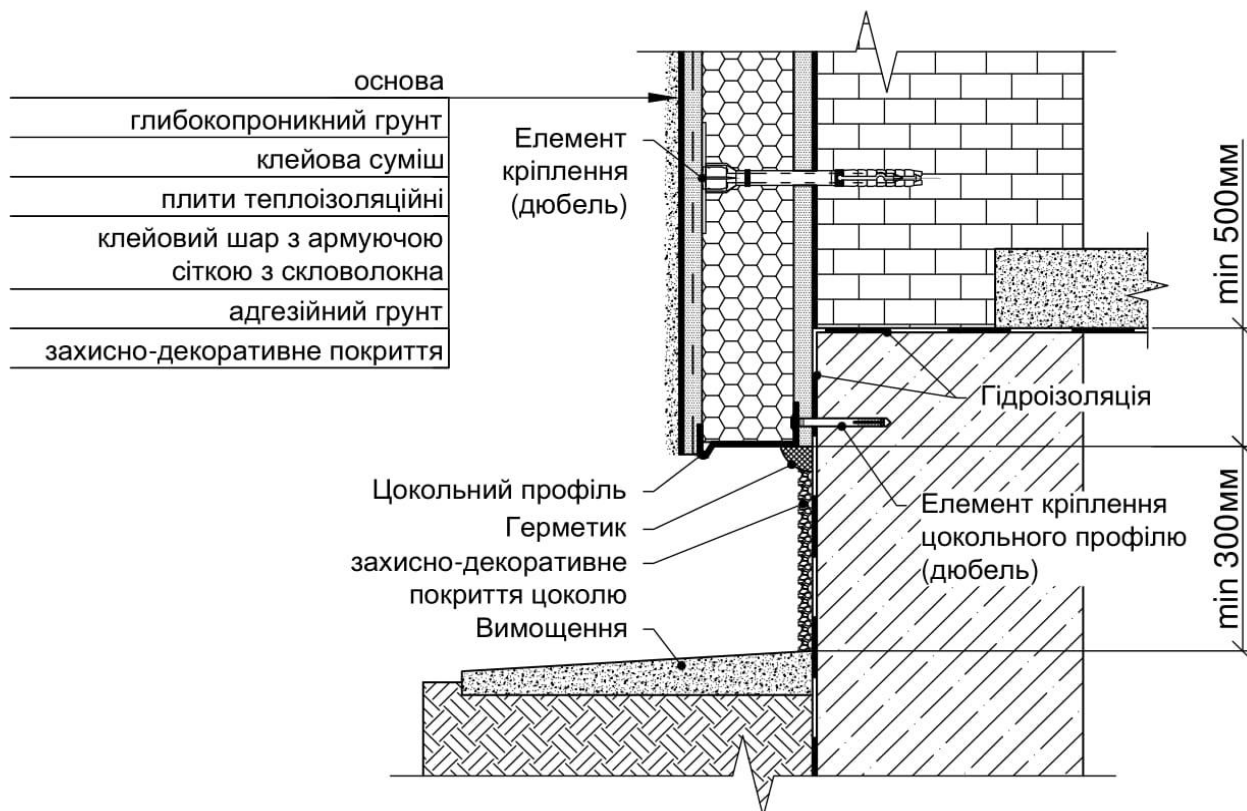 основа
глибокопроникний грунт
клейова суміш
плити теплоізоляційні
клейовий шар з армуючою
сіткою з скловолокна
адгезійний грунт
захисно-декоративне покриття
Елемент
кріплення
(дюбель)
min 500мм
Гідроізоляція
Цокольний профіль
Герметик
захисно-декоративне
покриття цоколю
Вимощення
Елемент кріплення
цокольного профілю
(дюбель)
min 300мм